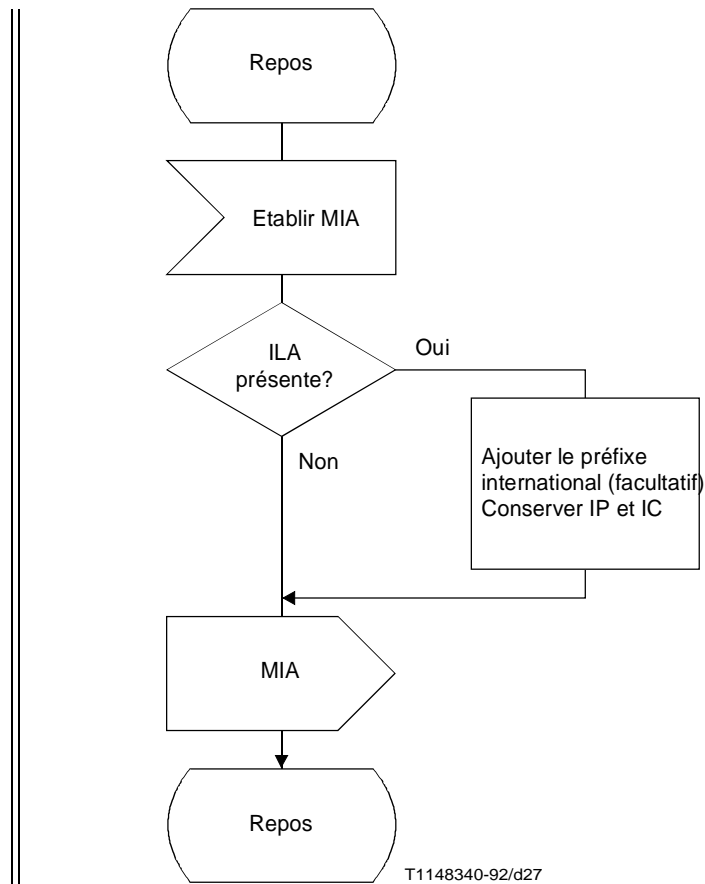 Repos
Etablir MIA
ILA
présente?
Oui
Non
Ajouter le préfixe
international (facultatif)
Conserver IP et IC
MIA
Repos
T1148340-92/d27